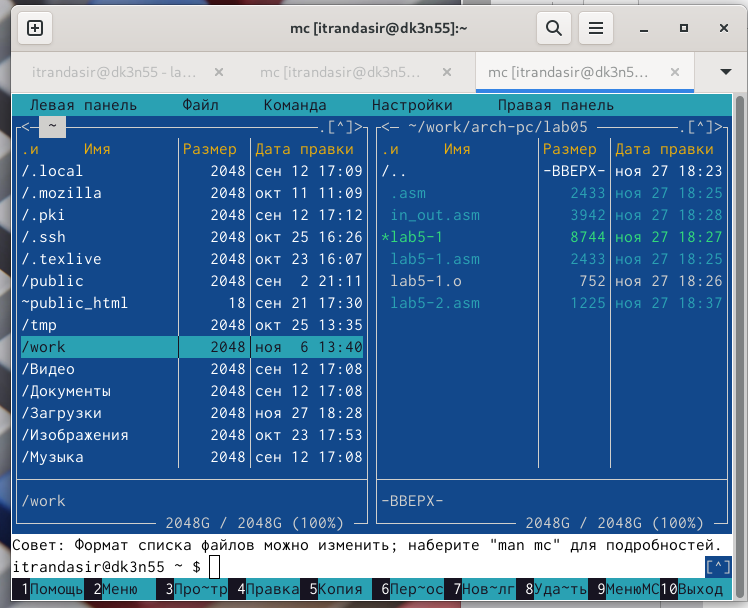 mc [itrandasir@dk3n55]:~
itrandasir@dk3n55 - la... × mc [itrandasir@dk3n5... × mc [itrandasir@dk3n5... ×
Левая панель Файл Команда Настройки Правая панель
<─ ~ .[^]> <─ ~/work/arch-pc/lab05 .[^]>
.и Имя Размер Дата правки .и Имя Размер Дата правки
/.local 2048 сен 12 17:09 /.. -ВВЕРХ- ноя 27 18:23
/.mozilla 2048 окт 11 11:09 .asm 2433 ноя 27 18:25
/.pki 2048 сен 12 17:12 in_out.asm 3942 ноя 27 18:28
/.ssh 2048 окт 25 16:26 *lab5-1 8744 ноя 27 18:27
/.texlive 2048 окт 23 16:07 lab5-1.asm 2433 ноя 27 18:25
/public 2048 сен 2 21:11 lab5-1.o 752 ноя 27 18:26
~public_html 18 сен 21 17:30 lab5-2.asm 1225 ноя 27 18:37
/tmp 2048 окт 25 13:35
/work 2048 ноя 6 13:40
/Видео 2048 сен 12 17:08
/Документы 2048 сен 12 17:08
/Загрузки 2048 ноя 27 18:28
/Изображения 2048 окт 23 17:53
/Музыка 2048 сен 12 17:08
/work -ВВЕРХ-
2048G / 2048G (100%) 2048G / 2048G (100%)
Совет: Формат списка файлов можно изменить; наберите "man mc" для подробностей.
itrandasir@dk3n55 ~ $ [^]
1Помощь 2Меню 3Про~тр 4Правка 5Копия 6Пер~ос 7Нов~лг 8Уда~ть 9МенюМС 10Выход